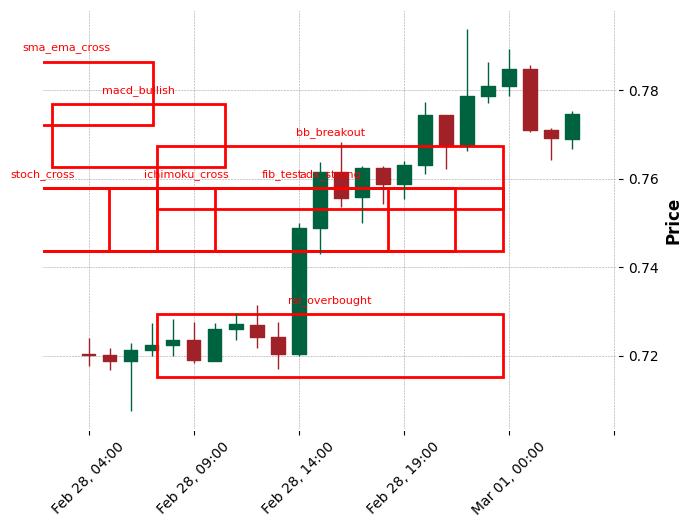 sma_ema_cross
macd_bullish
bb_breakout
stoch_cross
ichimoku_cross
fib_test
rsi_overbought
0.78
0.76
0.74
0.72
Price
Feb 28, 04:00
Feb 28, 09:00
Feb 28, 14:00
Feb 28, 19:00
Mar 01, 00:00